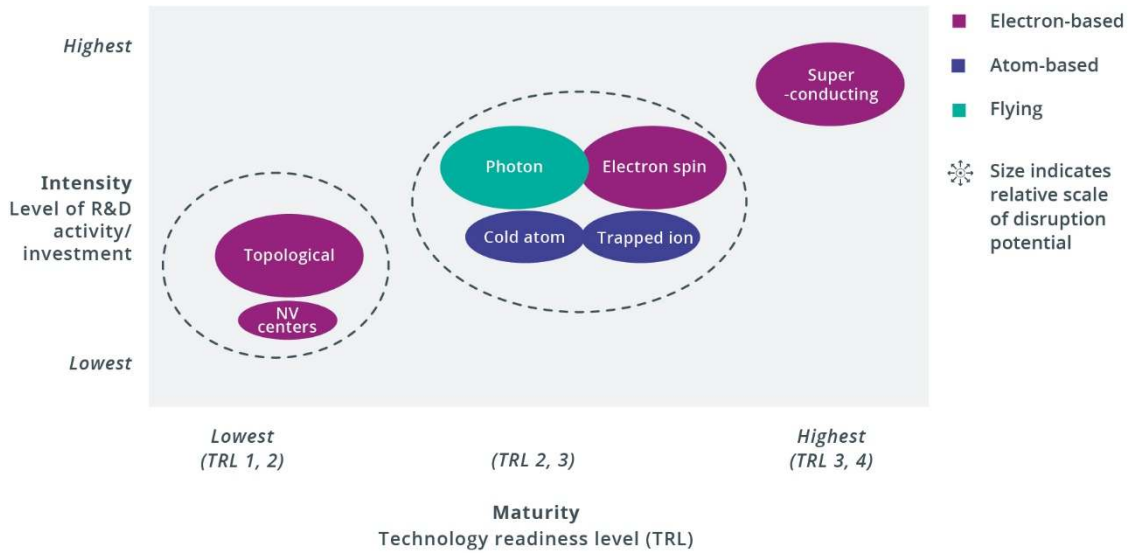 Highest
Intensity
Level of R&D
activity/
investment
Lowest
Super
-conducting
Photon
Electron spin
Cold atom
Trapped ion
Topological
NV
centers
Electron-based
Atom-based
Flying
Size indicates
relative scale
of disruption
potential
Lowest
(TRL 1, 2)
(TRL 2, 3)
Highest
(TRL 3, 4)
Maturity
Technology readiness level (TRL)